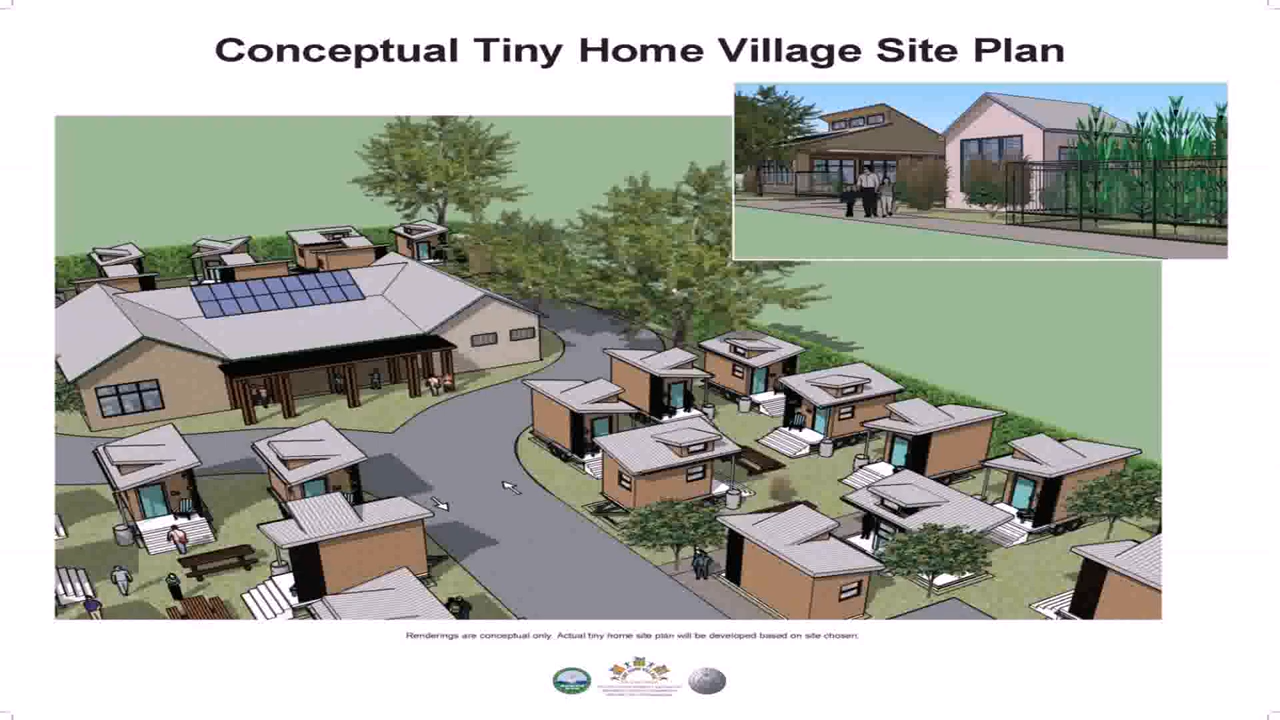 Conceptual Tiny Home Village Site Plan
Renderings are conceptual only. Actual tiny home site plan will be developed based on site chosen.